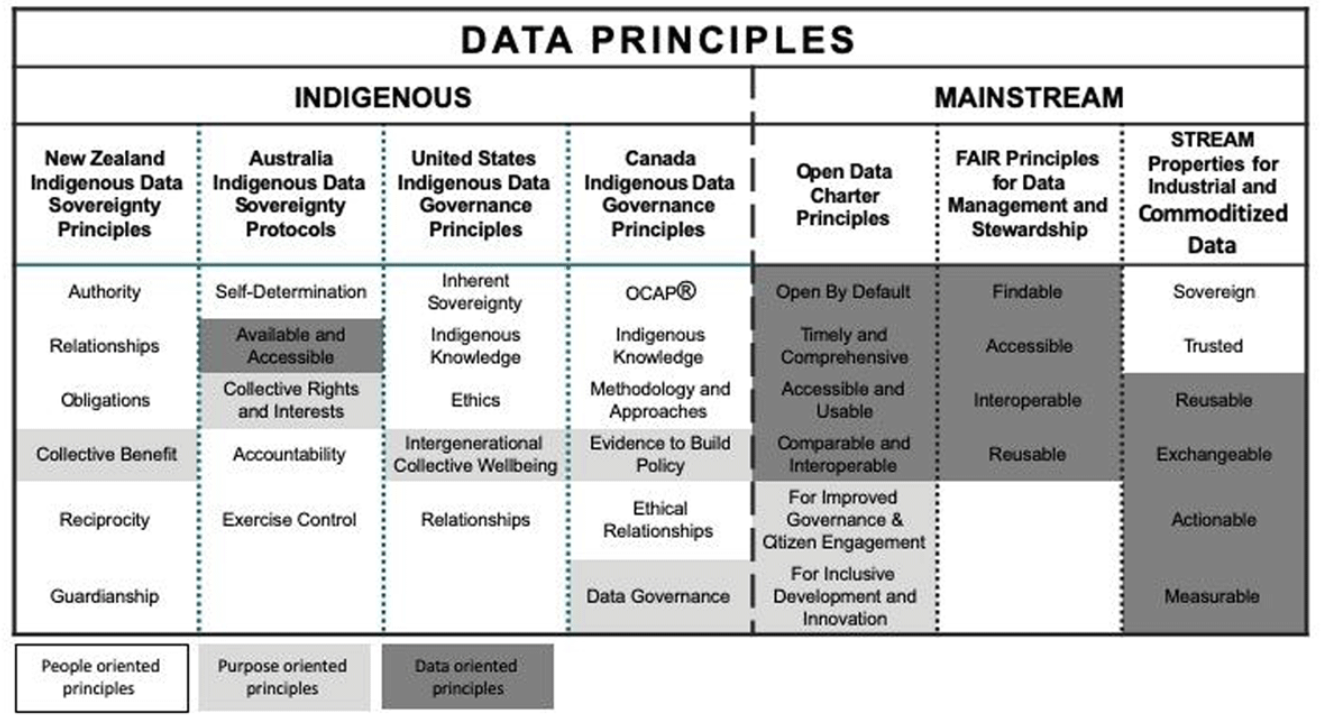 DATA PRINCIPLES
INDIGENOUS
MAINSTREAM
New Zealand
Indigenous Data
Sovereignty
Principles
Australia
Indigenous Data
Sovereignty
Protocols
United States
Indigenous Data
Governance
Principles
Canada
Indigenous Data
Governance
Principles
Open Data
Charter
Principles
FAIR Principles
for Data
Management and
Stewardship
STREAM
Properties for
Industrial and
Commoditized
Data
Authority
Self-Determination
Inherent
Sovereignty
OCAP®
Open By Default
Findable
Sovereign
Relationships
Available and
Accessible
Indigenous
Knowledge
Indigenous
Knowledge
Timely and
Comprehensive
Accessible
Trusted
Obligations
Collective Rights
and Interests
Ethics
Methodology and
Approaches
Accessible and
Usable
Interoperable
Reusable
Collective Benefit
Accountability
Intergenerational
Collective Wellbeing
Evidence to Build
Policy
Comparable and
Interoperable
Reusable
Exchangeable
Reciprocity
Exercise Control
Relationships
Ethical
Relationships
For Improved
Governance &
Citizen Engagement
Actionable
Guardianship
Data Governance
For Inclusive
Development and
Innovation
Measurable
People oriented
principles
Purpose oriented
principles
Data oriented
principles